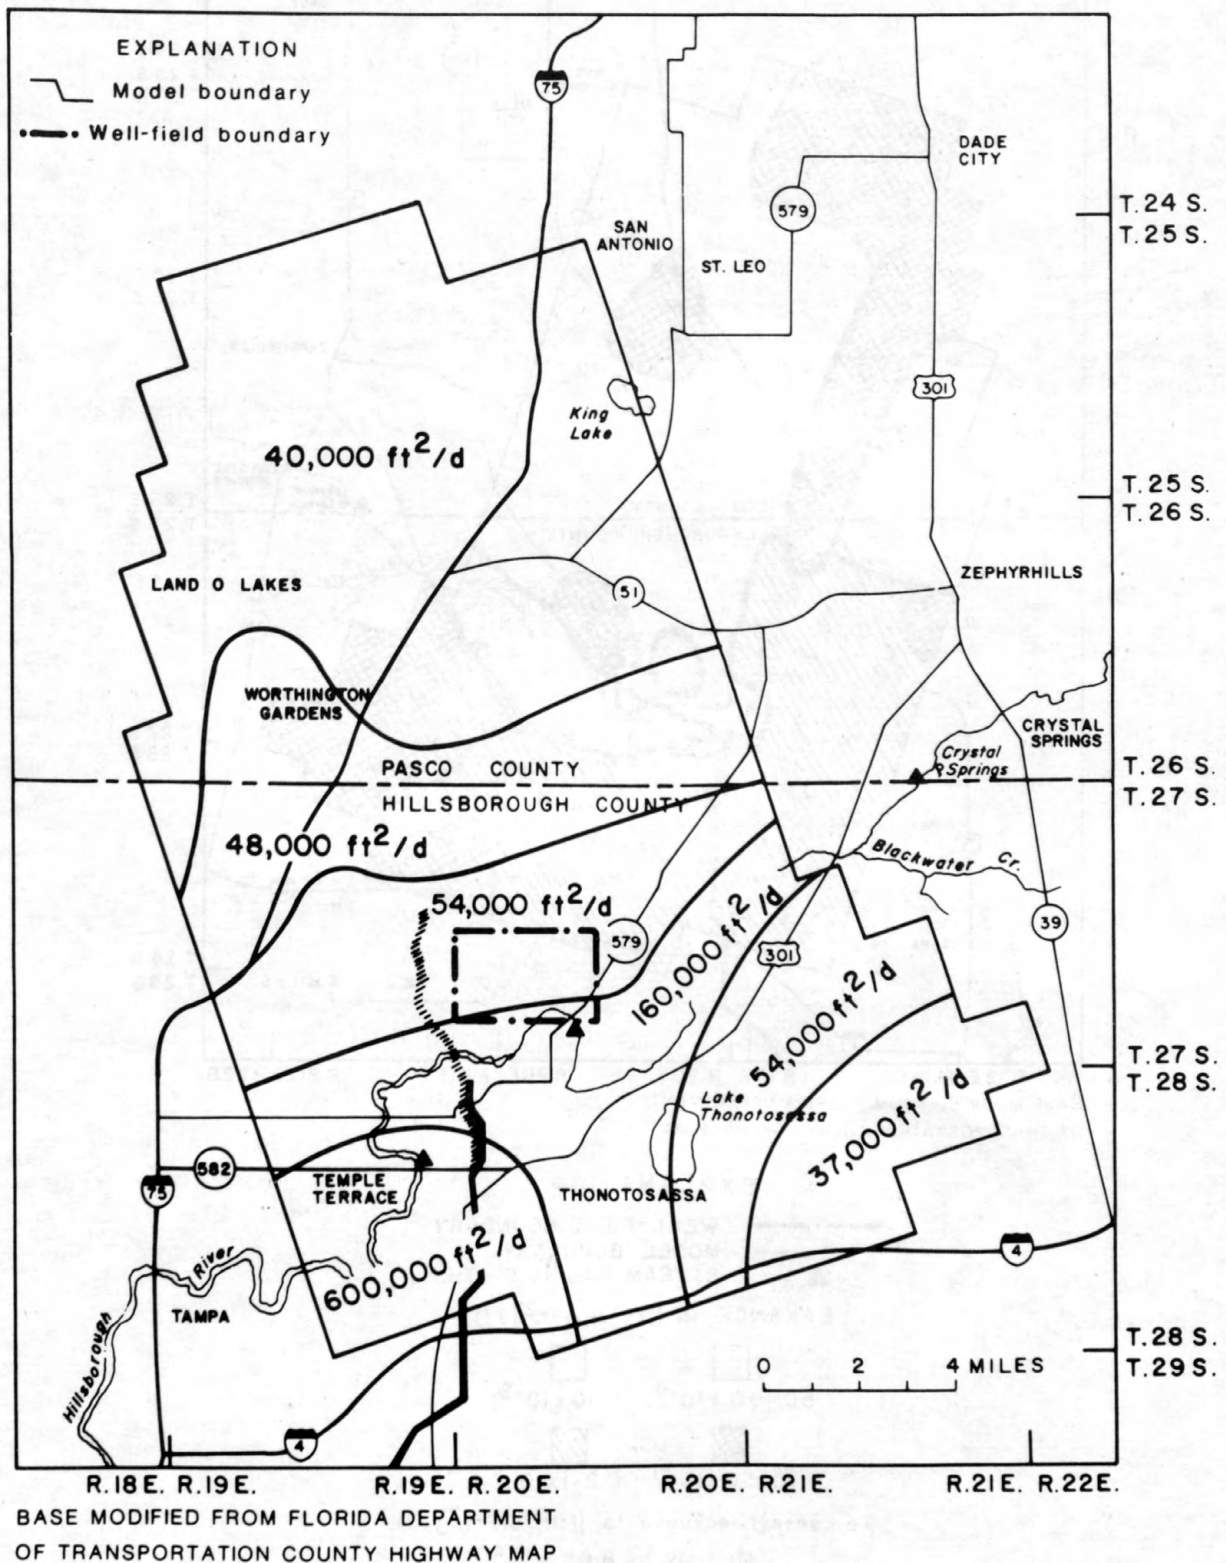 EXPLANATION
Model boundary
Well-field boundary
75
DADE
CITY
579
T.24 S.
T.25 S.
SAN
ANTONIO
ST. LEO
301
King
Lake
40,000 ft²/d
T.25 S.
T.26 S.
LAND O LAKES
51
ZEPHYRHILLS
WORTHINGTON
GARDENS
CRYSTAL
SPRINGS
Crystal
Springs
PASCO COUNTY
HILLSBOROUGH COUNTY
T.26 S.
T.27 S.
48,000 ft²/d
Blackwater Cr.
54,000 ft²/d
579
39
160,000 ft²/d
301
54,000 ft²/d
T.27 S.
T.28 S.
Lake
Thonotosassa
37,000 ft²/d
582
75
TEMPLE
TERRACE
THONOTOSASSA
600,000 ft²/d
4
Hillsborough River
TAMPA
T.28 S.
T.29 S.
0 2 4 MILES
4
R.18 E. R.19 E. R.19 E. R.20 E. R.20 E. R.21 E. R.21 E. R.22 E.
BASE MODIFIED FROM FLORIDA DEPARTMENT
OF TRANSPORTATION COUNTY HIGHWAY MAP